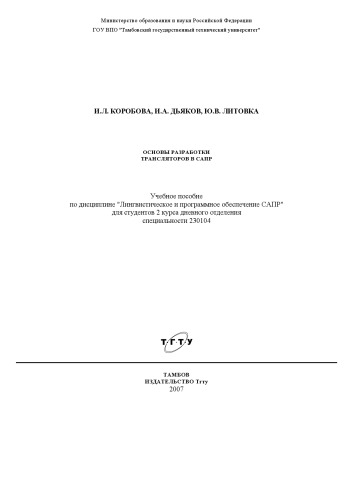 Министерство образования и науки Российской Федерации
ГОУ ВПО "Тамбовский государственный технический университет"
И.Л. КОРОБОВА, И.А. ДЬЯКОВ, Ю.В. ЛИТОВКА
ОСНОВЫ РАЗРАБОТКИ
ТРАНСЛЯТОРОВ В САПР
Учебное пособие
по дисциплине "Лингвистическое и программное обеспечение САПР"
для студентов 2 курса дневного отделения
специальности 230104
Т·Г·Т·У
ТАМБОВ
ИЗДАТЕЛЬСТВО Тгту
2007